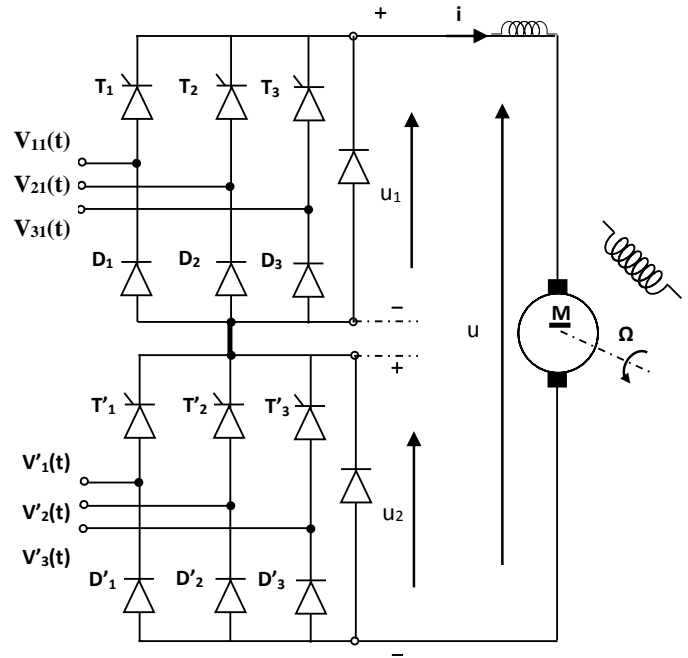 + i
T₁ T₂ T₃
V₁₁(t)
V₂₁(t)
V₃₁(t)
u₁
D₁ D₂ D₃
−
u
M
Ω
+
T'₁ T'₂ T'₃
V'₁(t)
V'₂(t)
V'₃(t)
u₂
D'₁ D'₂ D'₃
−